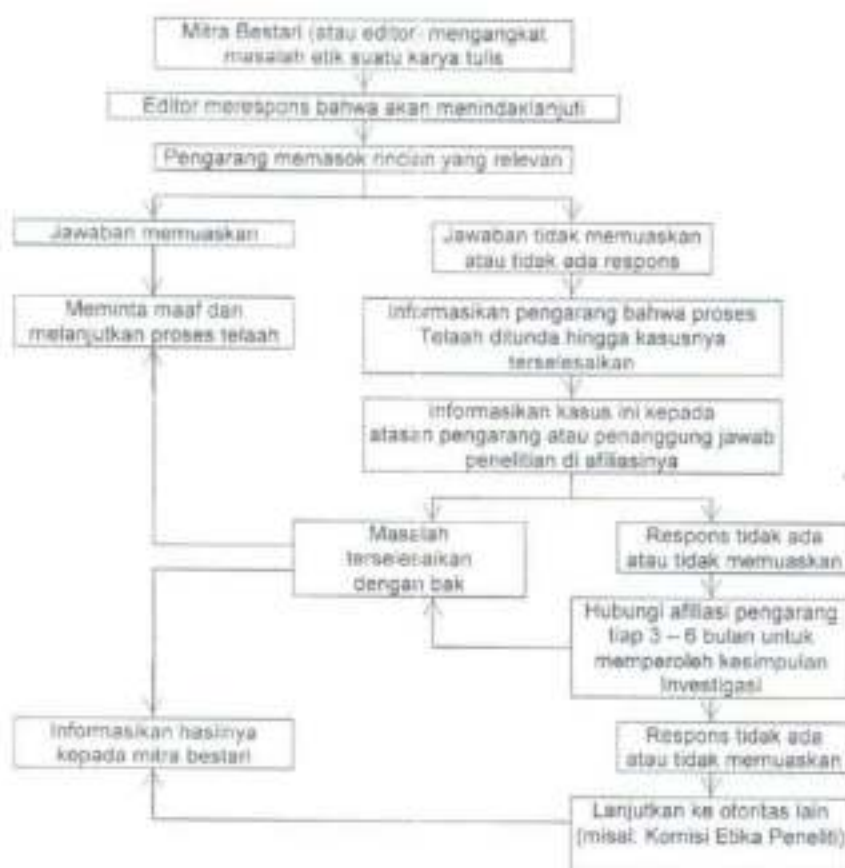 Mitra Bestari (atau editor mengangkat
masalah etik suatu karya tulis
Editor merespons bahwa akan menindaklanjuti
Pengarang memasok rincian yang relevan
Jawaban memuaskan
Jawaban tidak memuaskan
atau tidak ada respons
Meminta maaf dan
melanjutkan proses telaah
Informasikan pengarang bahwa proses
Telaah ditunda hingga kasusnya
terselesaikan
Informasikan kasus ini kepada
atasan pengarang atau penanggung jawab
penelitian di afiliasinya
Masalah
terselesaikan
dengan baik
Respons tidak ada
atau tidak memuaskan
Hubungi afiliasi pengarang
tiap 3 – 6 bulan untuk
memperoleh kesimpulan
Investigasi
Informasikan hasilnya
kepada mitra bestari
Respons tidak ada
atau tidak memuaskan
Lanjutkan ke otoritas lain
(misal: Komisi Etika Peneliti)